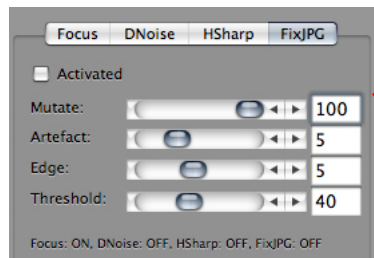 Focus DNoise HSharp FixJPG
Activated
Mutate: 100
Artefact: 5
Edge: 5
Threshold: 40
Focus: ON, DNoise: OFF, HSharp: OFF, FixJPG: OFF